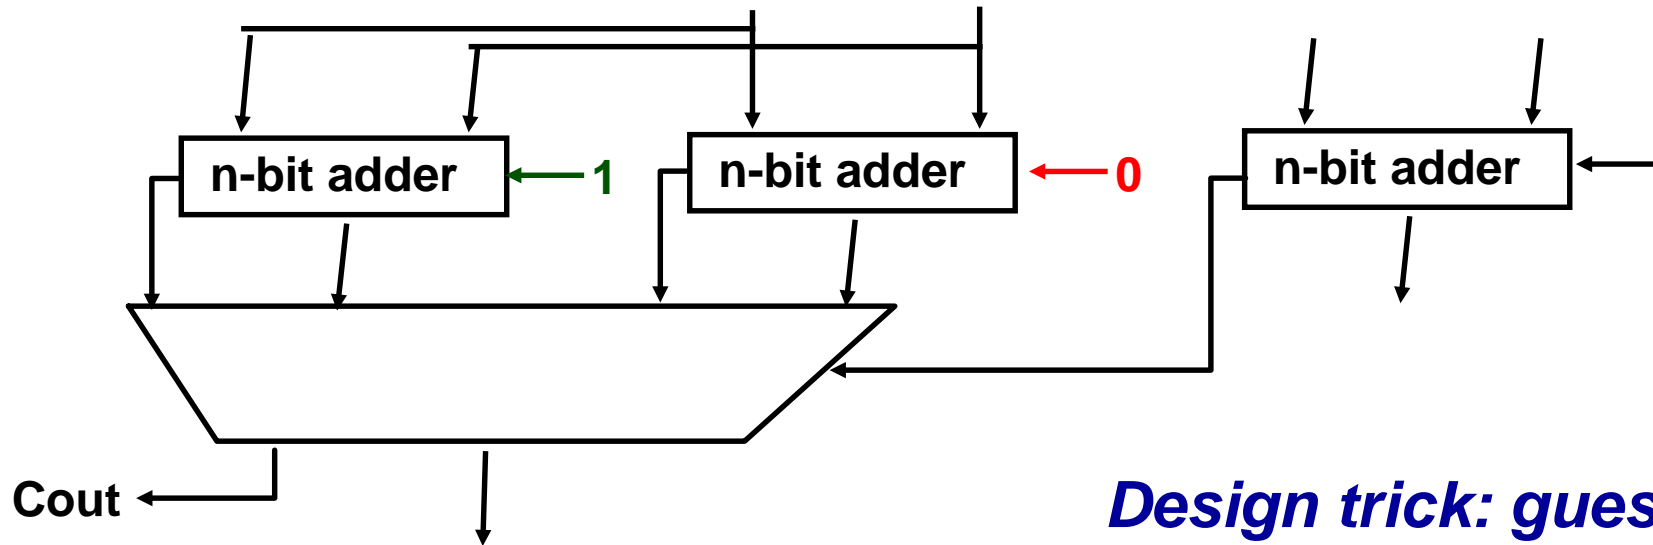 n-bit adder 1 n-bit adder 0 n-bit adder
Cout
Design trick: gues